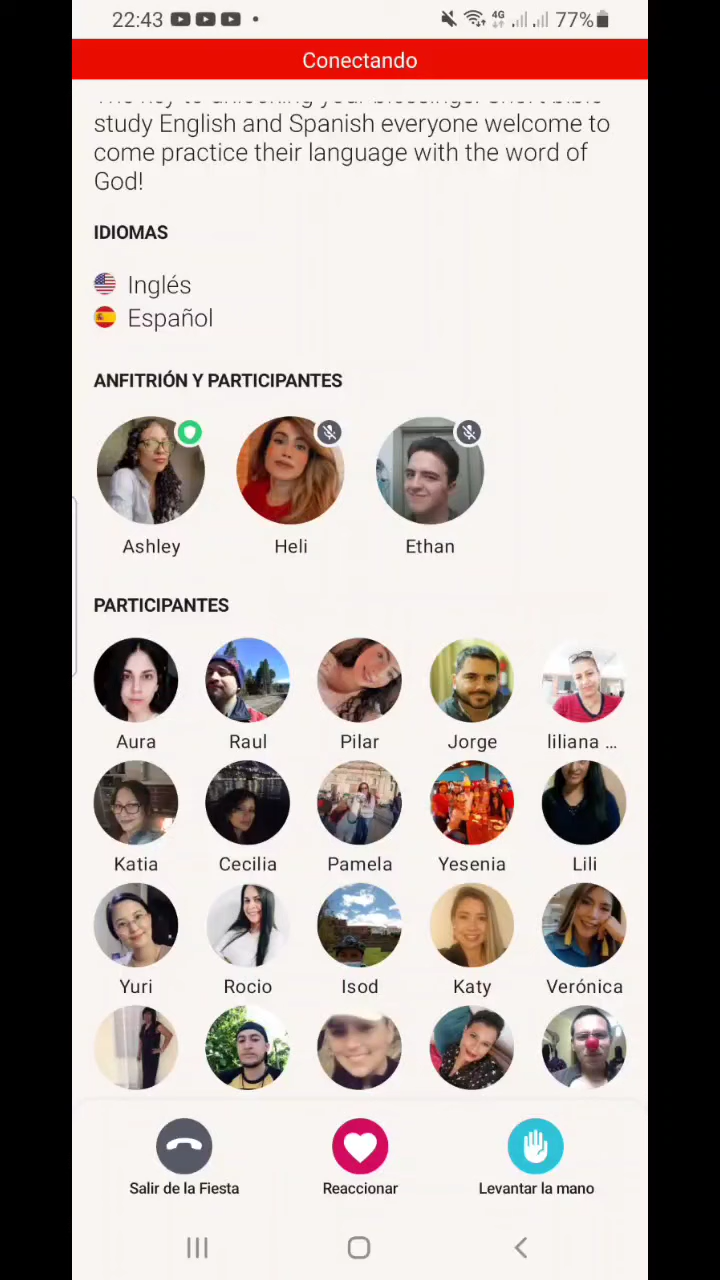 22:43
4G
77%
Conectando
study English and Spanish everyone welcome to
come practice their language with the word of
God!
IDIOMAS
Inglés
Español
ANFITRIÓN Y PARTICIPANTES
Ashley Heli Ethan
PARTICIPANTES
Aura Raul Pilar Jorge liliana ...
Katia Cecilia Pamela Yesenia Lili
Yuri Rocio Isod Katy Verónica
Salir de la Fiesta Reaccionar Levantar la mano